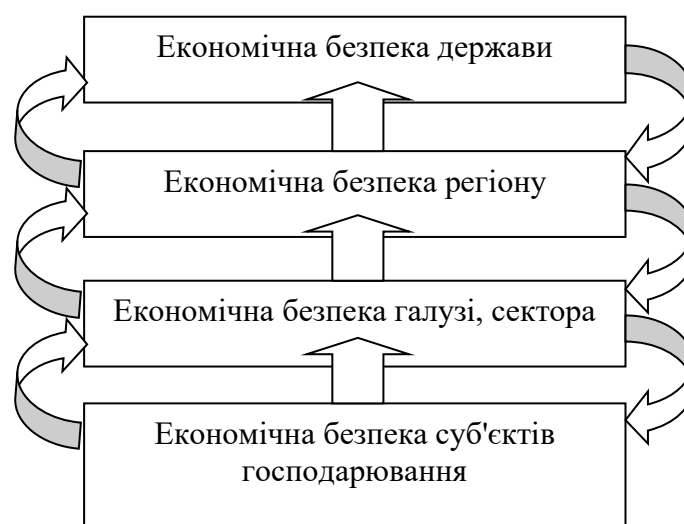 Економічна безпека держави
Економічна безпека регіону
Економічна безпека галузі, сектора
Економічна безпека суб'єктів
господарювання